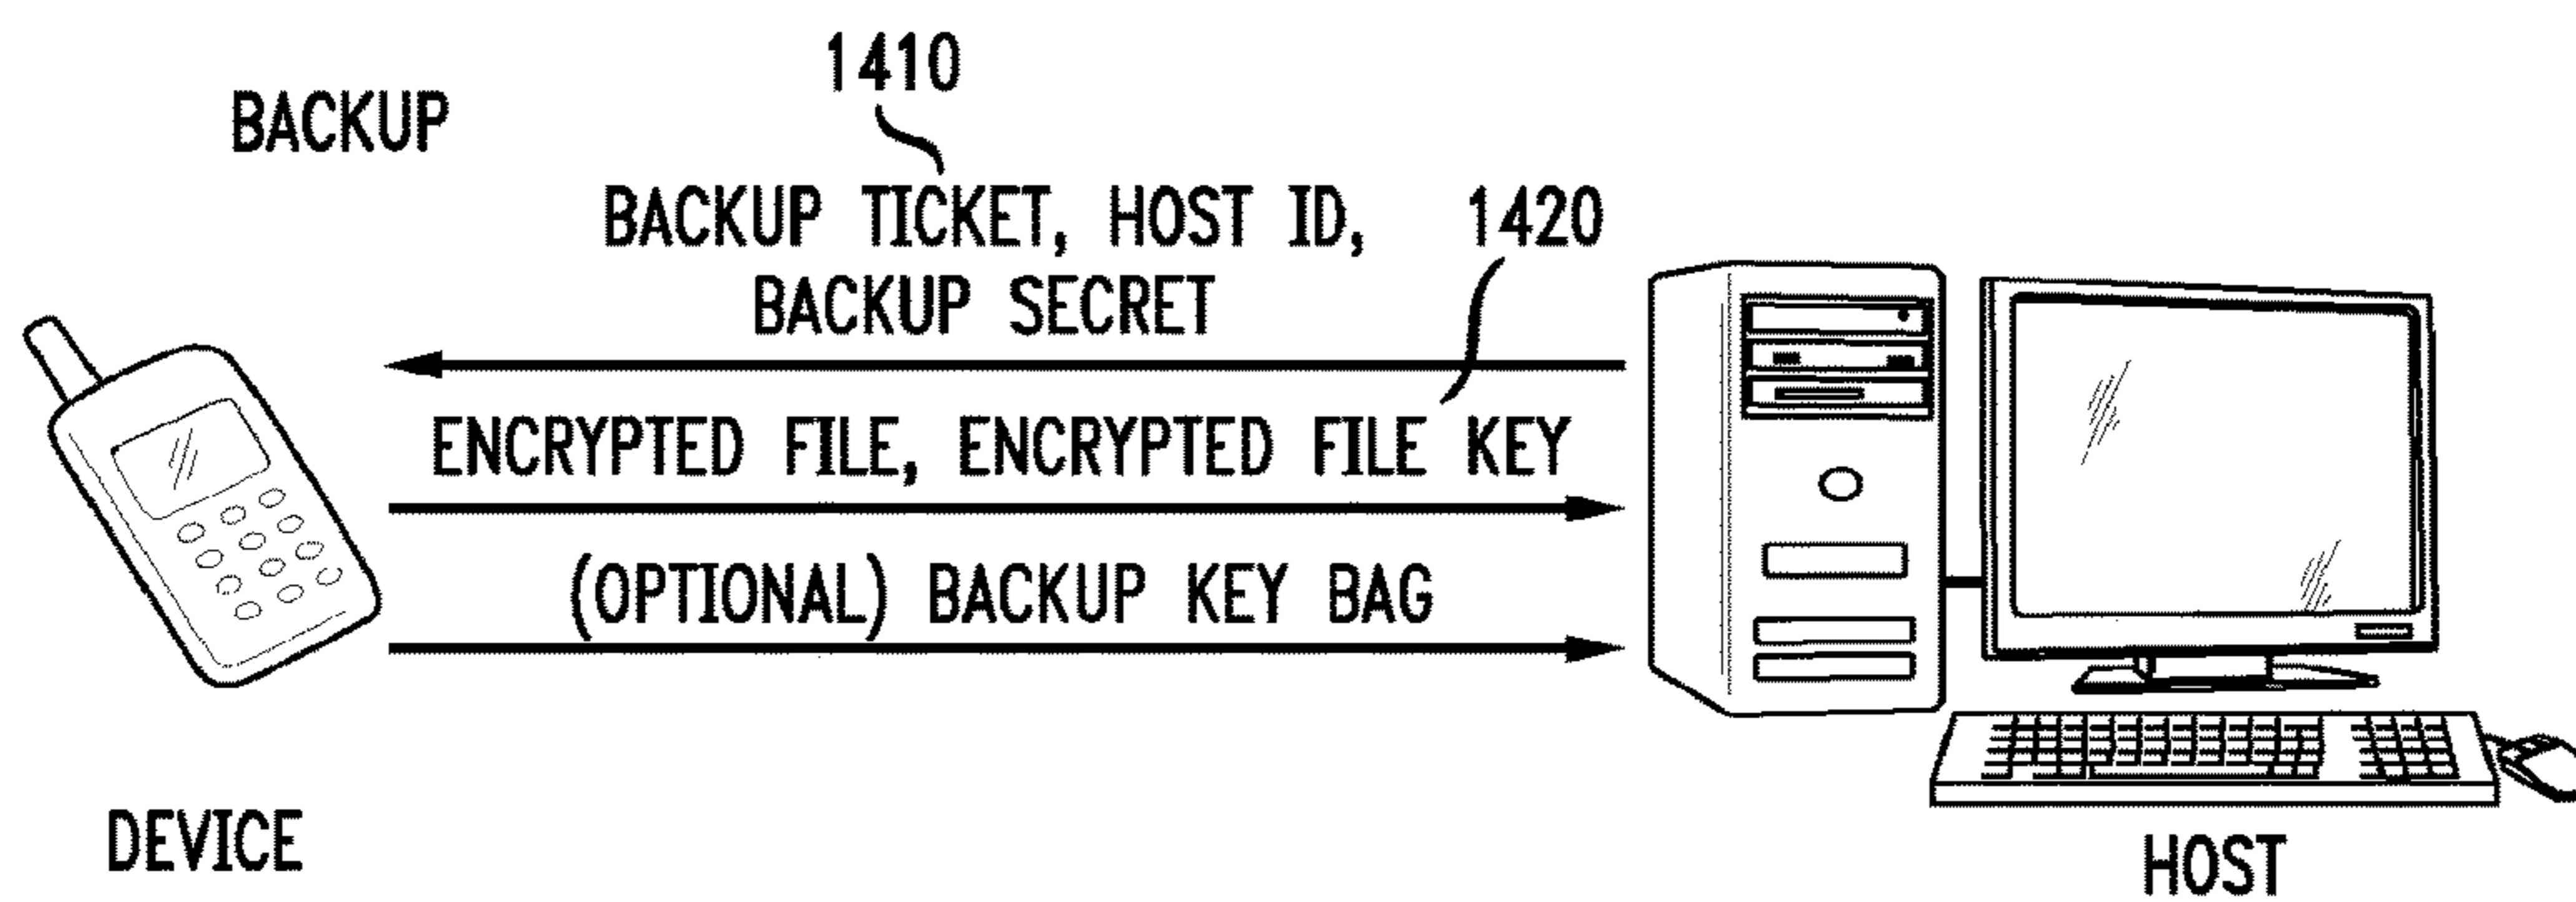 1410
BACKUP
BACKUP TICKET, HOST ID,
1420
BACKUP SECRET
ENCRYPTED FILE, ENCRYPTED FILE KEY
(OPTIONAL) BACKUP KEY BAG
DEVICE
HOST